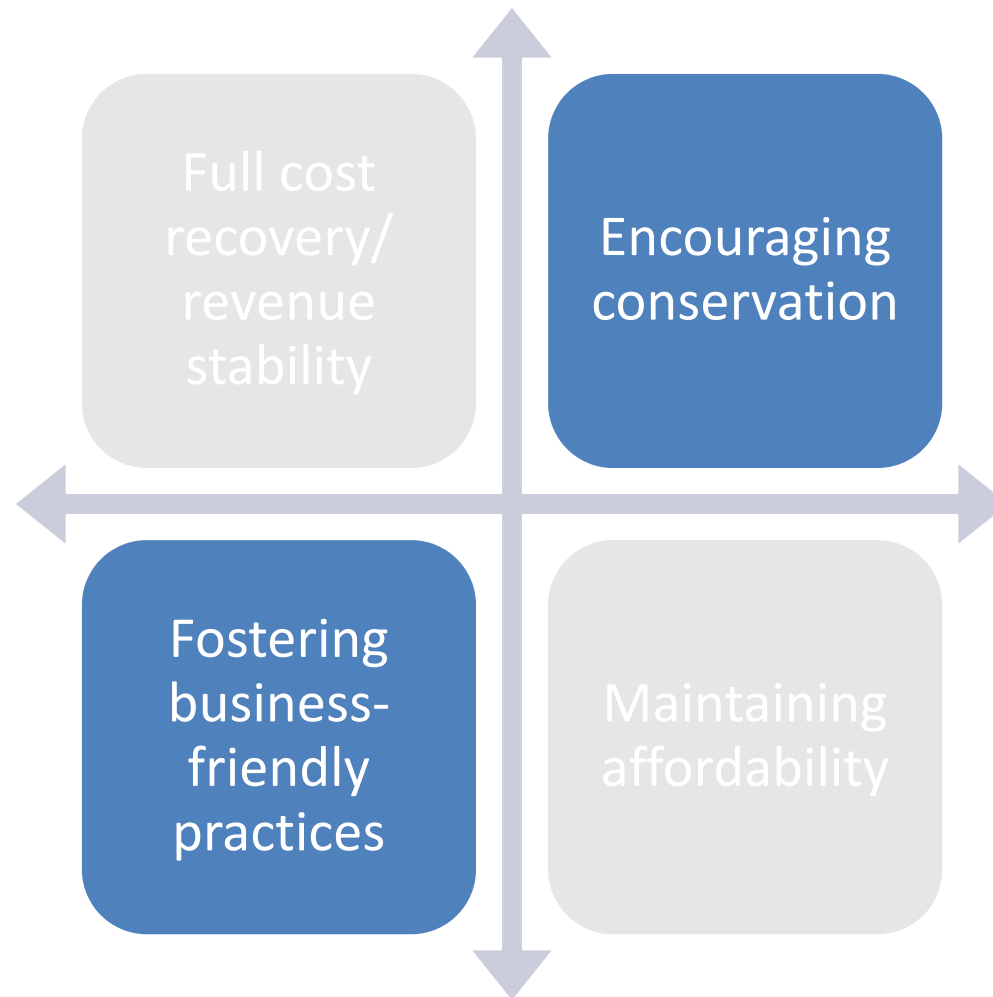 Full cost
recovery/
revenue
stability
Encouraging
conservation
Fostering
business-
friendly
practices
Maintaining
affordability